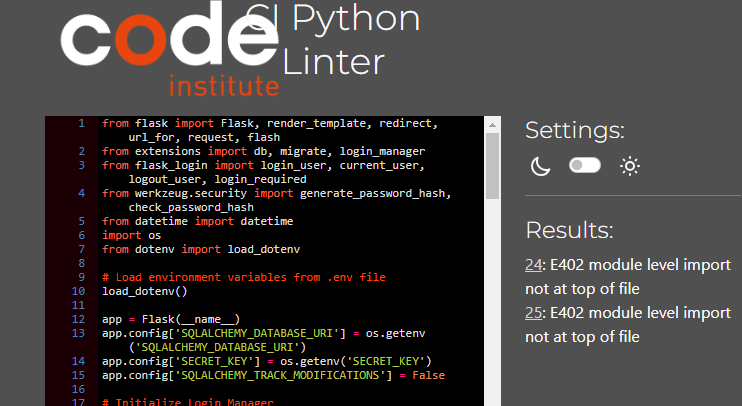 code
institute
CI Python
Linter
1 from flask import Flask, render_template, redirect,
url_for, request, flash
2 from extensions import db, migrate, login_manager
3 from flask_login import login_user, current_user,
logout_user, login_required
4 from werkzeug.security import generate_password_hash,
check_password_hash
5 from datetime import datetime
6 import os
7 from dotenv import load_dotenv
8
9 # Load environment variables from .env file
10 load_dotenv()
11
12 app = Flask(__name__)
13 app.config['SQLALCHEMY_DATABASE_URI'] = os.getenv
('SQLALCHEMY_DATABASE_URI')
14 app.config['SECRET_KEY'] = os.getenv('SECRET_KEY')
15 app.config['SQLALCHEMY_TRACK_MODIFICATIONS'] = False
16
17 # Initialize Login Manager
Settings:
Results:
24: E402 module level import
not at top of file
25: E402 module level import
not at top of file